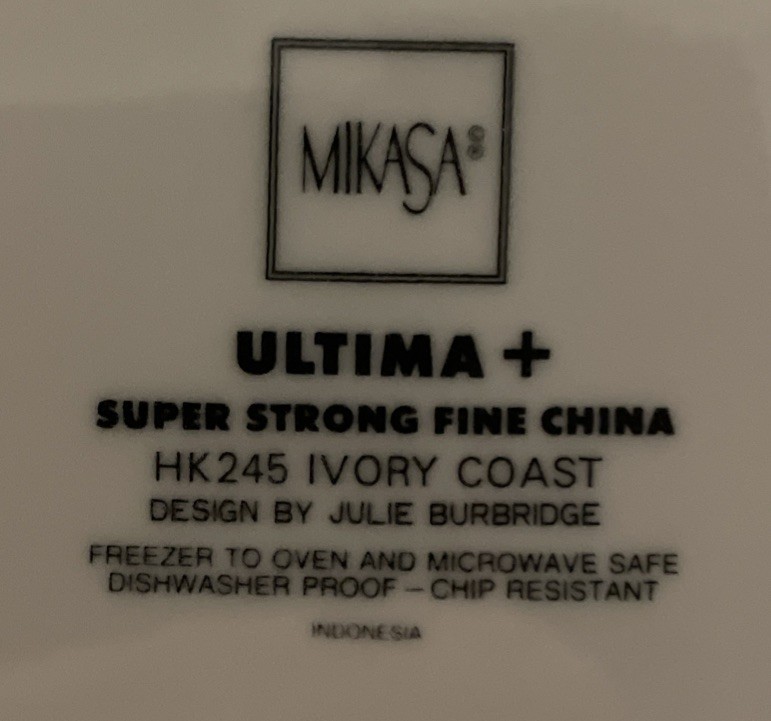 MIKASA®
ULTIMA +
SUPER STRONG FINE CHINA
HK245 IVORY COAST
DESIGN BY JULIE BURBRIDGE
FREEZER TO OVEN AND MICROWAVE SAFE
DISHWASHER PROOF – CHIP RESISTANT
INDONESIA